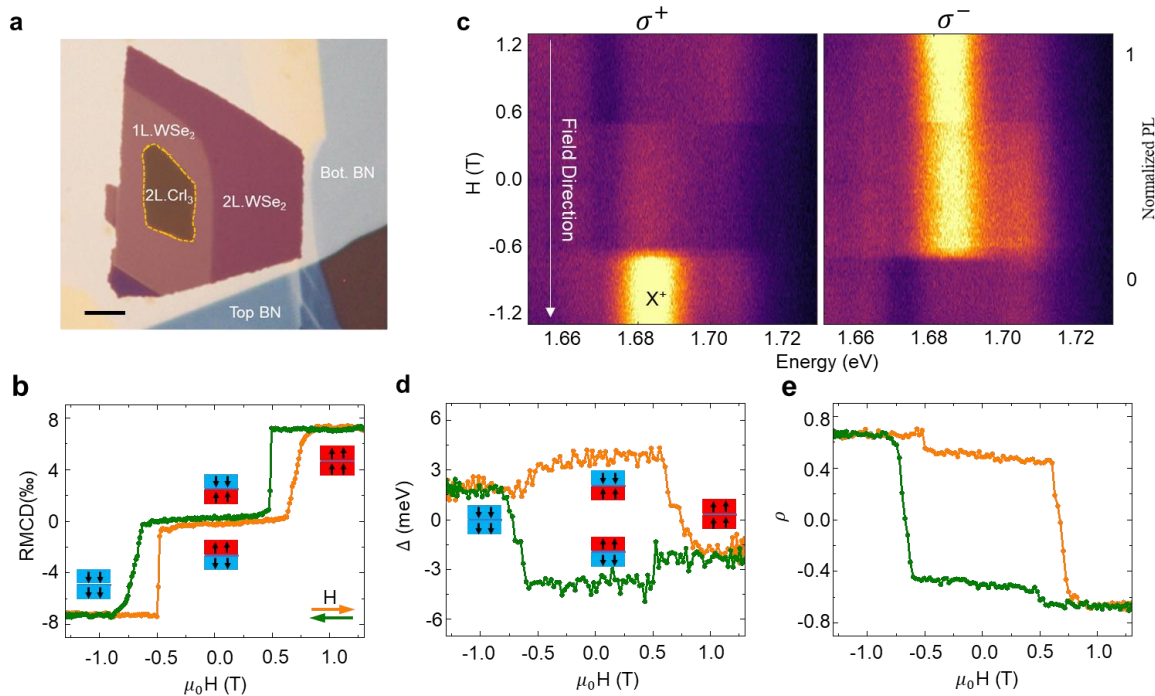 a
1L.WSe₂
2L.CrI₃
2L.WSe₂
Bot. BN
Top BN
c
σ⁺
σ⁻
H (T)
1.2
0.6
0.0
-0.6
-1.2
Field Direction
X⁺
1.66
1.68
1.70
1.72
1.66
1.68
1.70
1.72
Energy (eV)
1
0
Normalized PL
b
RMCD(‰)
8
4
0
-4
-8
H
-1.0
-0.5
0.0
0.5
1.0
μ₀H (T)
d
Δ (meV)
6
3
0
-3
-6
-1.0
-0.5
0.0
0.5
1.0
μ₀H (T)
e
ρ
0.8
0.4
0.0
-0.4
-0.8
-1.0
-0.5
0.0
0.5
1.0
μ₀H (T)